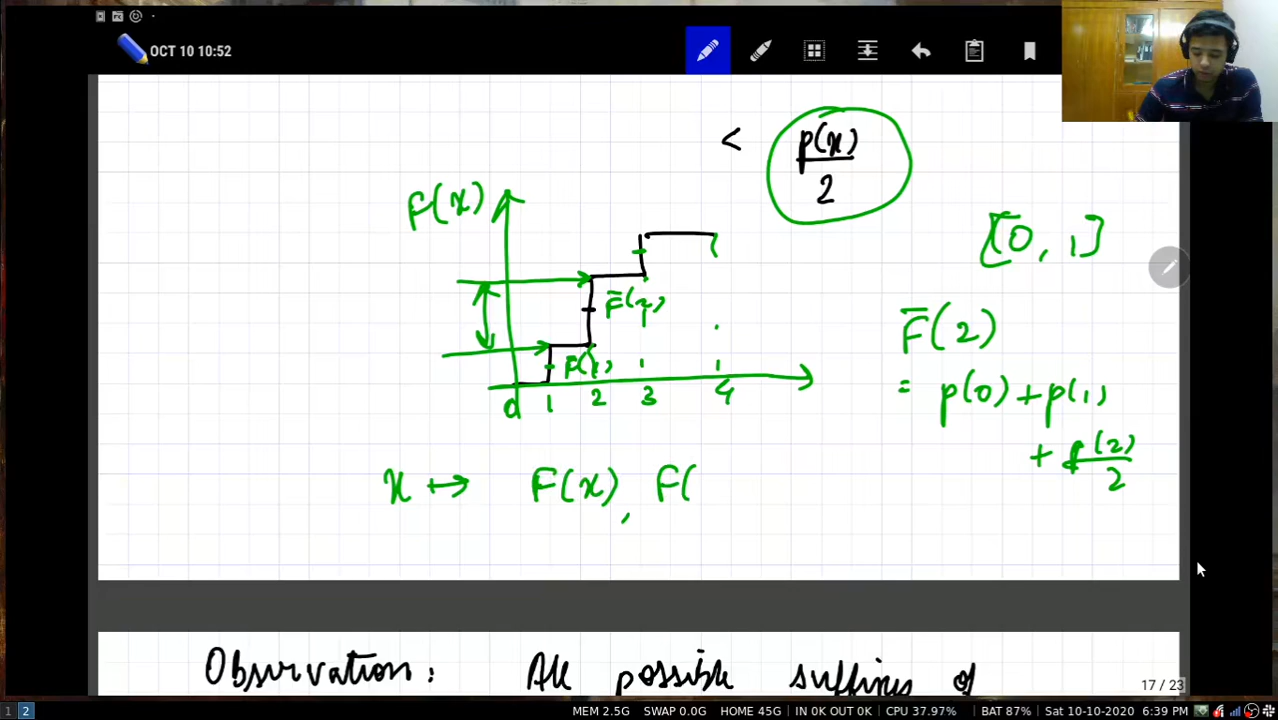 OCT 10 10:52
< p(x)/2
F(x)
[0, 1]
F̄(2)
F̄(1)
F̄(2)
= p(0) + p(1)
+ p(2)/2
0 1 2 3 4
x ↦ F(x), F(
Observation: All possible suffixes of
17 / 23
1 2 MEM 2.5G SWAP 0.0G HOME 45G IN 0K OUT 0K CPU 37.97% BAT 87% Sat 10-10-2020 6:39 PM